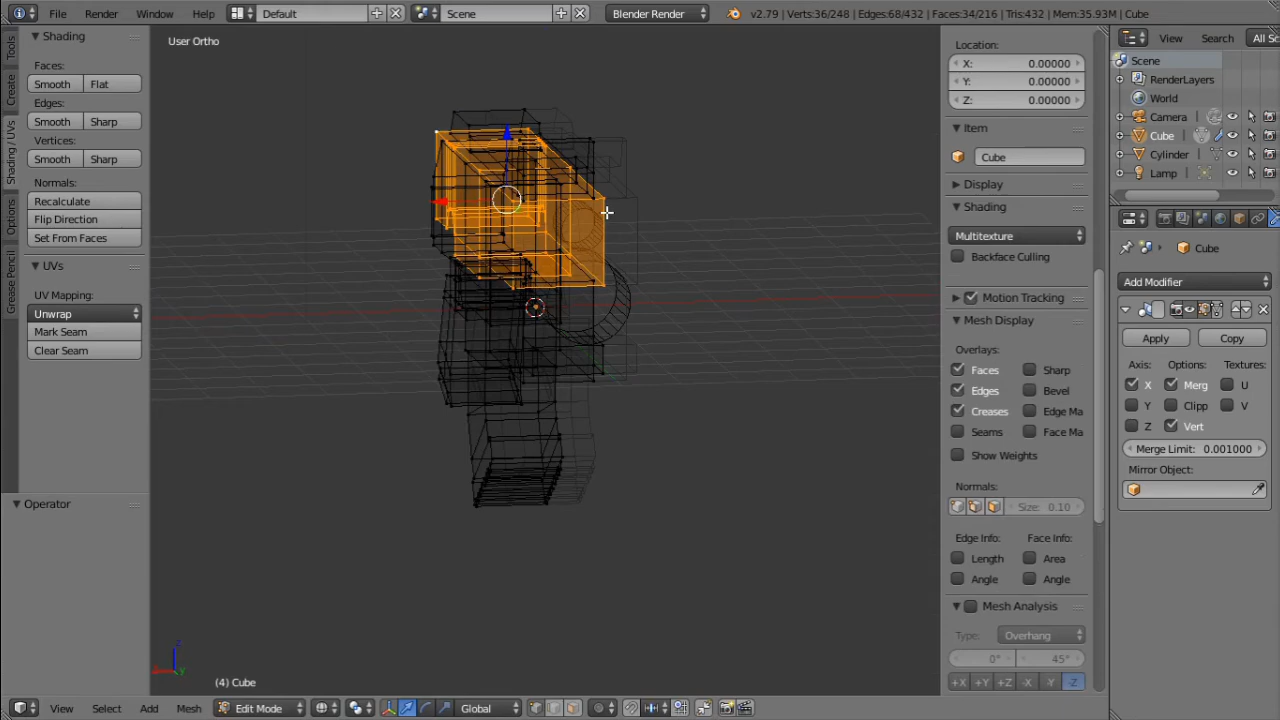 File Render Window Help Default Scene Blender Render v2.79 | Verts:36/248 | Edges:68/432 | Faces:34/216 | Tris:432 | Mem:35.93M | Cube
Tools
Create
Shading / UVs
Options
Grease Pencil
Shading
Faces:
Smooth Flat
Edges:
Smooth Sharp
Vertices:
Smooth Sharp
Normals:
Recalculate
Flip Direction
Set From Faces
UVs
UV Mapping:
Unwrap
Mark Seam
Clear Seam
Operator
User Ortho
(4) Cube
Location:
X: 0.00000
Y: 0.00000
Z: 0.00000
Item
Cube
Display
Shading
Multitexture
Backface Culling
Motion Tracking
Mesh Display
Overlays:
Faces Sharp
Edges Bevel
Creases Edge Ma
Seams Face Ma
Show Weights
Normals:
Size: 0.10
Edge Info: Face Info:
Length Area
Angle Angle
Mesh Analysis
Type: Overhang
0° 45°
+X +Y +Z -X -Y -Z
View Search All Sc
Scene
RenderLayers
World
Camera
Cube
Cylinder
Lamp
Cube
Add Modifier
Apply Copy
Axis: Options: Textures:
X Merg U
Y Clipp V
Z Vert
Merge Limit: 0.001000
Mirror Object:
View Select Add Mesh Edit Mode Global